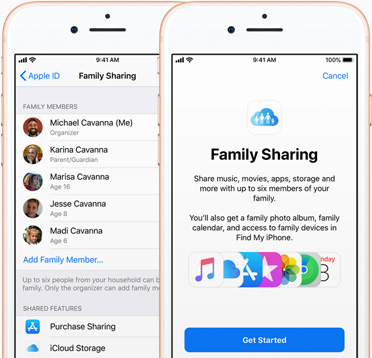 9:41 AM
Apple ID
Family Sharing
FAMILY MEMBERS
Michael Cavanna (Me)
Organizer
Karina Cavanna
Parent/Guardian
Marisa Cavanna
Age 16
Jesse Cavanna
Age 8
Madi Cavanna
Age 6
Add Family Member...
Up to six people from your household can b
family. Only the organizer can add family m
SHARED FEATURES
Purchase Sharing
iCloud Storage
9:41 AM
100%
Cancel
Family Sharing
Share music, movies, apps, storage and
more with up to six members of your
family.
You'll also get a family photo album, family
calendar, and access to family devices in
Find My iPhone.
nday
Get Started